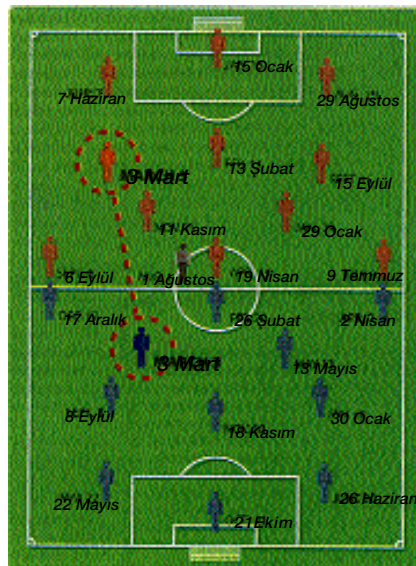 15 Ocak
7 Haziran
29 Ağustos
13 Şubat
3 Mart
15 Eylül
11 Kasım
29 Ocak
6 Eylül
1 Ağustos
19 Nisan
9 Temmuz
17 Aralık
26 Şubat
2 Nisan
3 Mart
13 Mayıs
8 Eylül
30 Ocak
18 Kasım
22 Mayıs
26 Haziran
21Ekim